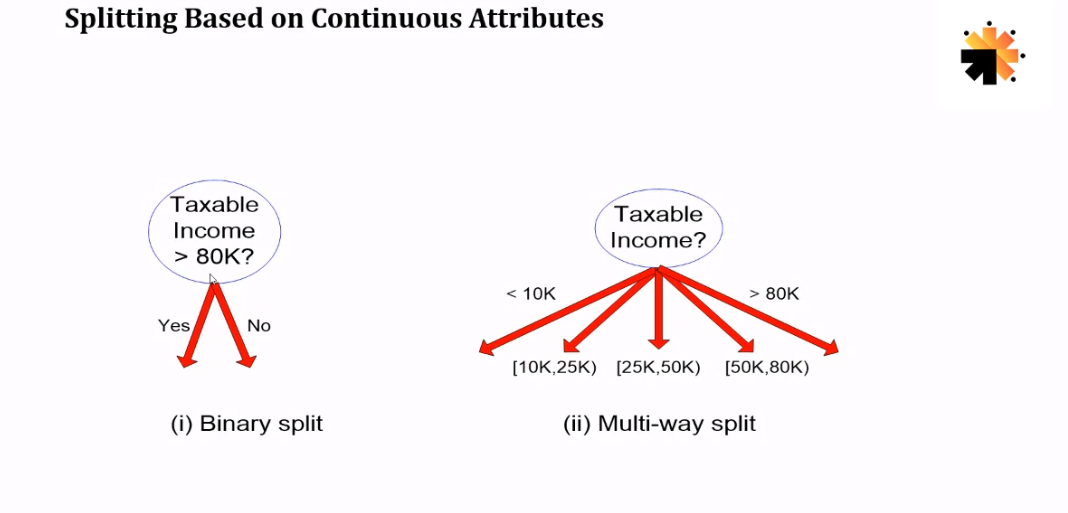 Splitting Based on Continuous Attributes
Taxable
Income
> 80K?
Yes
No
(i) Binary split
Taxable
Income?
< 10K
> 80K
[10K,25K)
[25K,50K)
[50K,80K)
(ii) Multi-way split